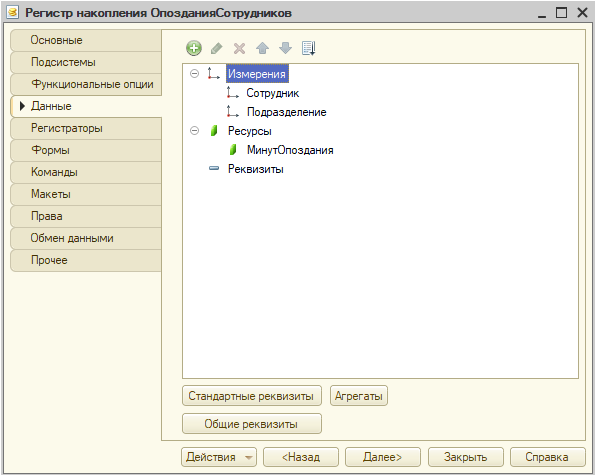 Регистр накопления ОпозданияСотрудников
Основные
Подсистемы
Функциональные опции
Данные
Регистраторы
Формы
Команды
Макеты
Права
Обмен данными
Прочее
Измерения
Сотрудник
Подразделение
Ресурсы
МинутОпоздания
Реквизиты
Стандартные реквизиты
Агрегаты
Общие реквизиты
Действия
<Назад
Далее>
Закрыть
Справка